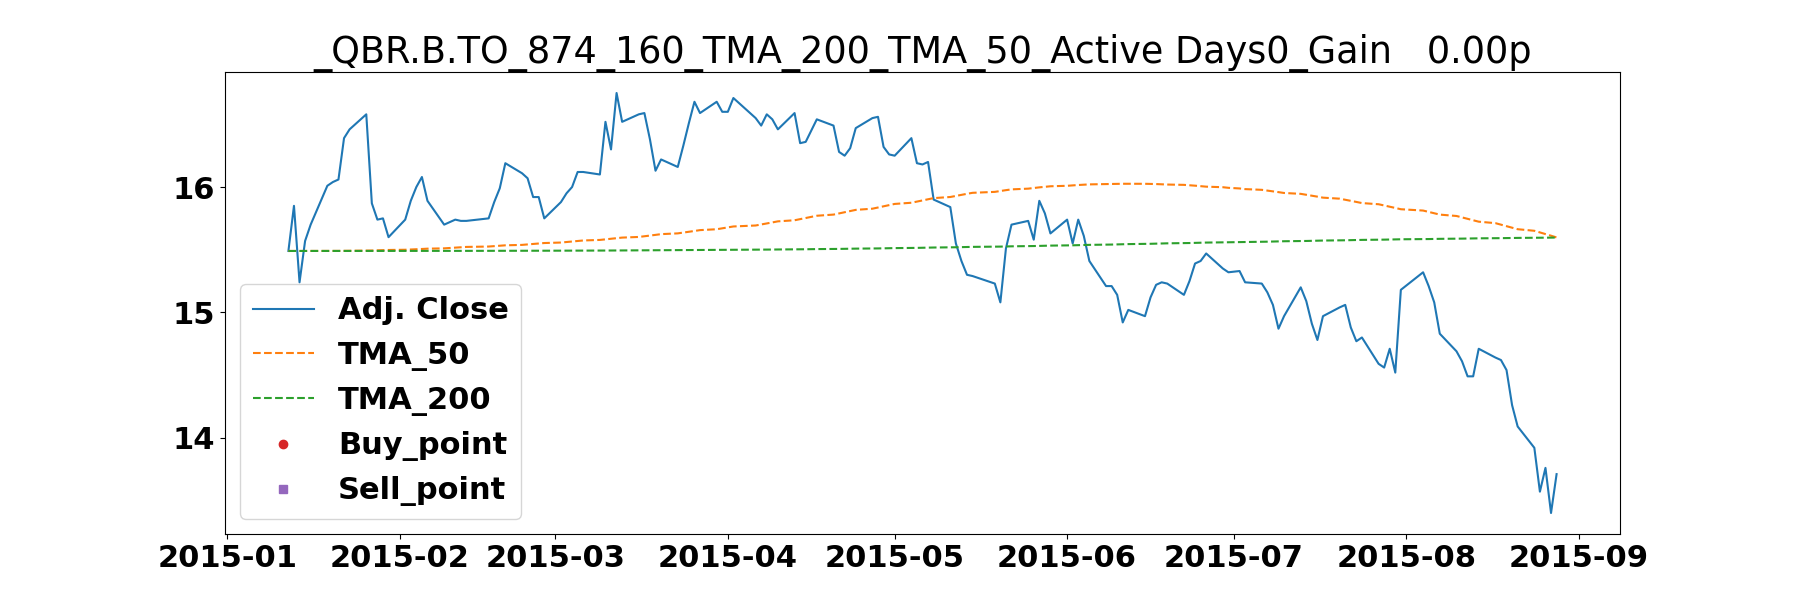 _QBR.B.TO_874_160_TMA_200_TMA_50_Active Days0_Gain   0.00p
16
15
14
Adj. Close
TMA_50
TMA_200
Buy_point
Sell_point
2015-01 2015-02 2015-03 2015-04 2015-05 2015-06 2015-07 2015-08 2015-09